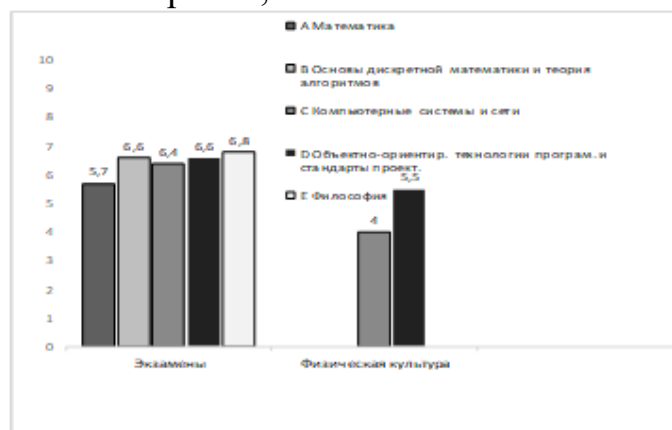 A Математика
B Основы дискретной математики и теория
алгоритмов
C Компьютерные системы и сети
D Объектно-ориентир. технологии програм. и
стандарты проект.
E Философия
10
9
8
7
6
5
4
3
2
1
0
5,7
6,6
6,4
6,6
6,8
4
5,5
Экзамены
Физическая культура